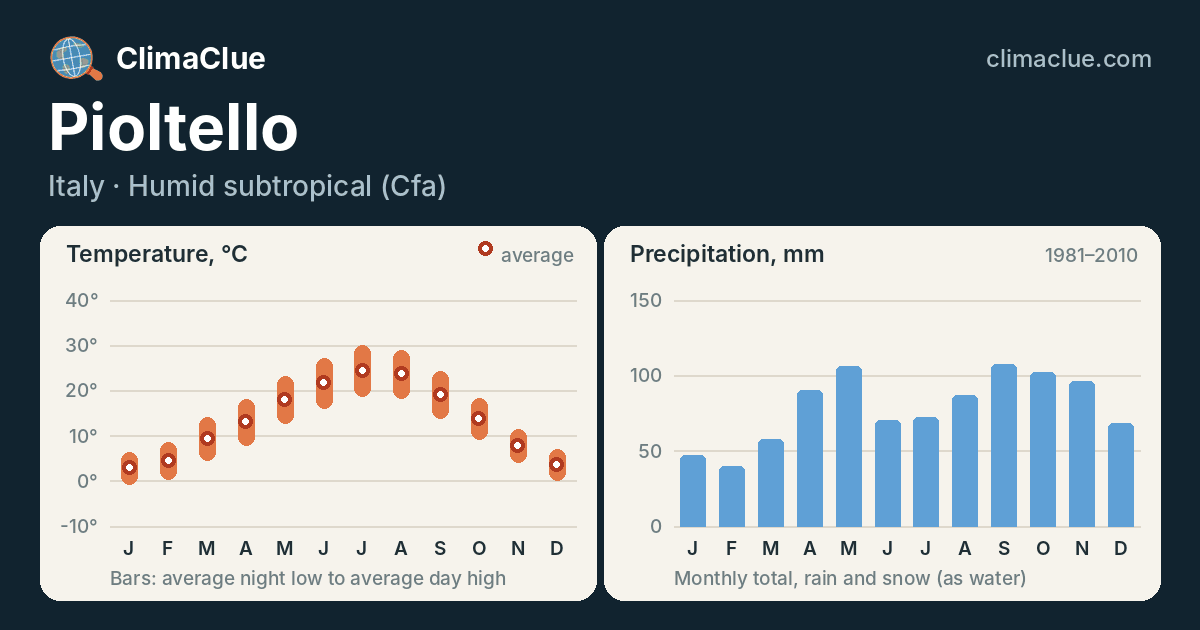 ClimaClue
climaclue.com
Pioltello
Italy · Humid subtropical (Cfa)
Temperature, °C
average
40°
30°
20°
10°
0°
-10°
J F M A M J J A S O N D
Bars: average night low to average day high
Precipitation, mm
1981–2010
150
100
50
0
J F M A M J J A S O N D
Monthly total, rain and snow (as water)